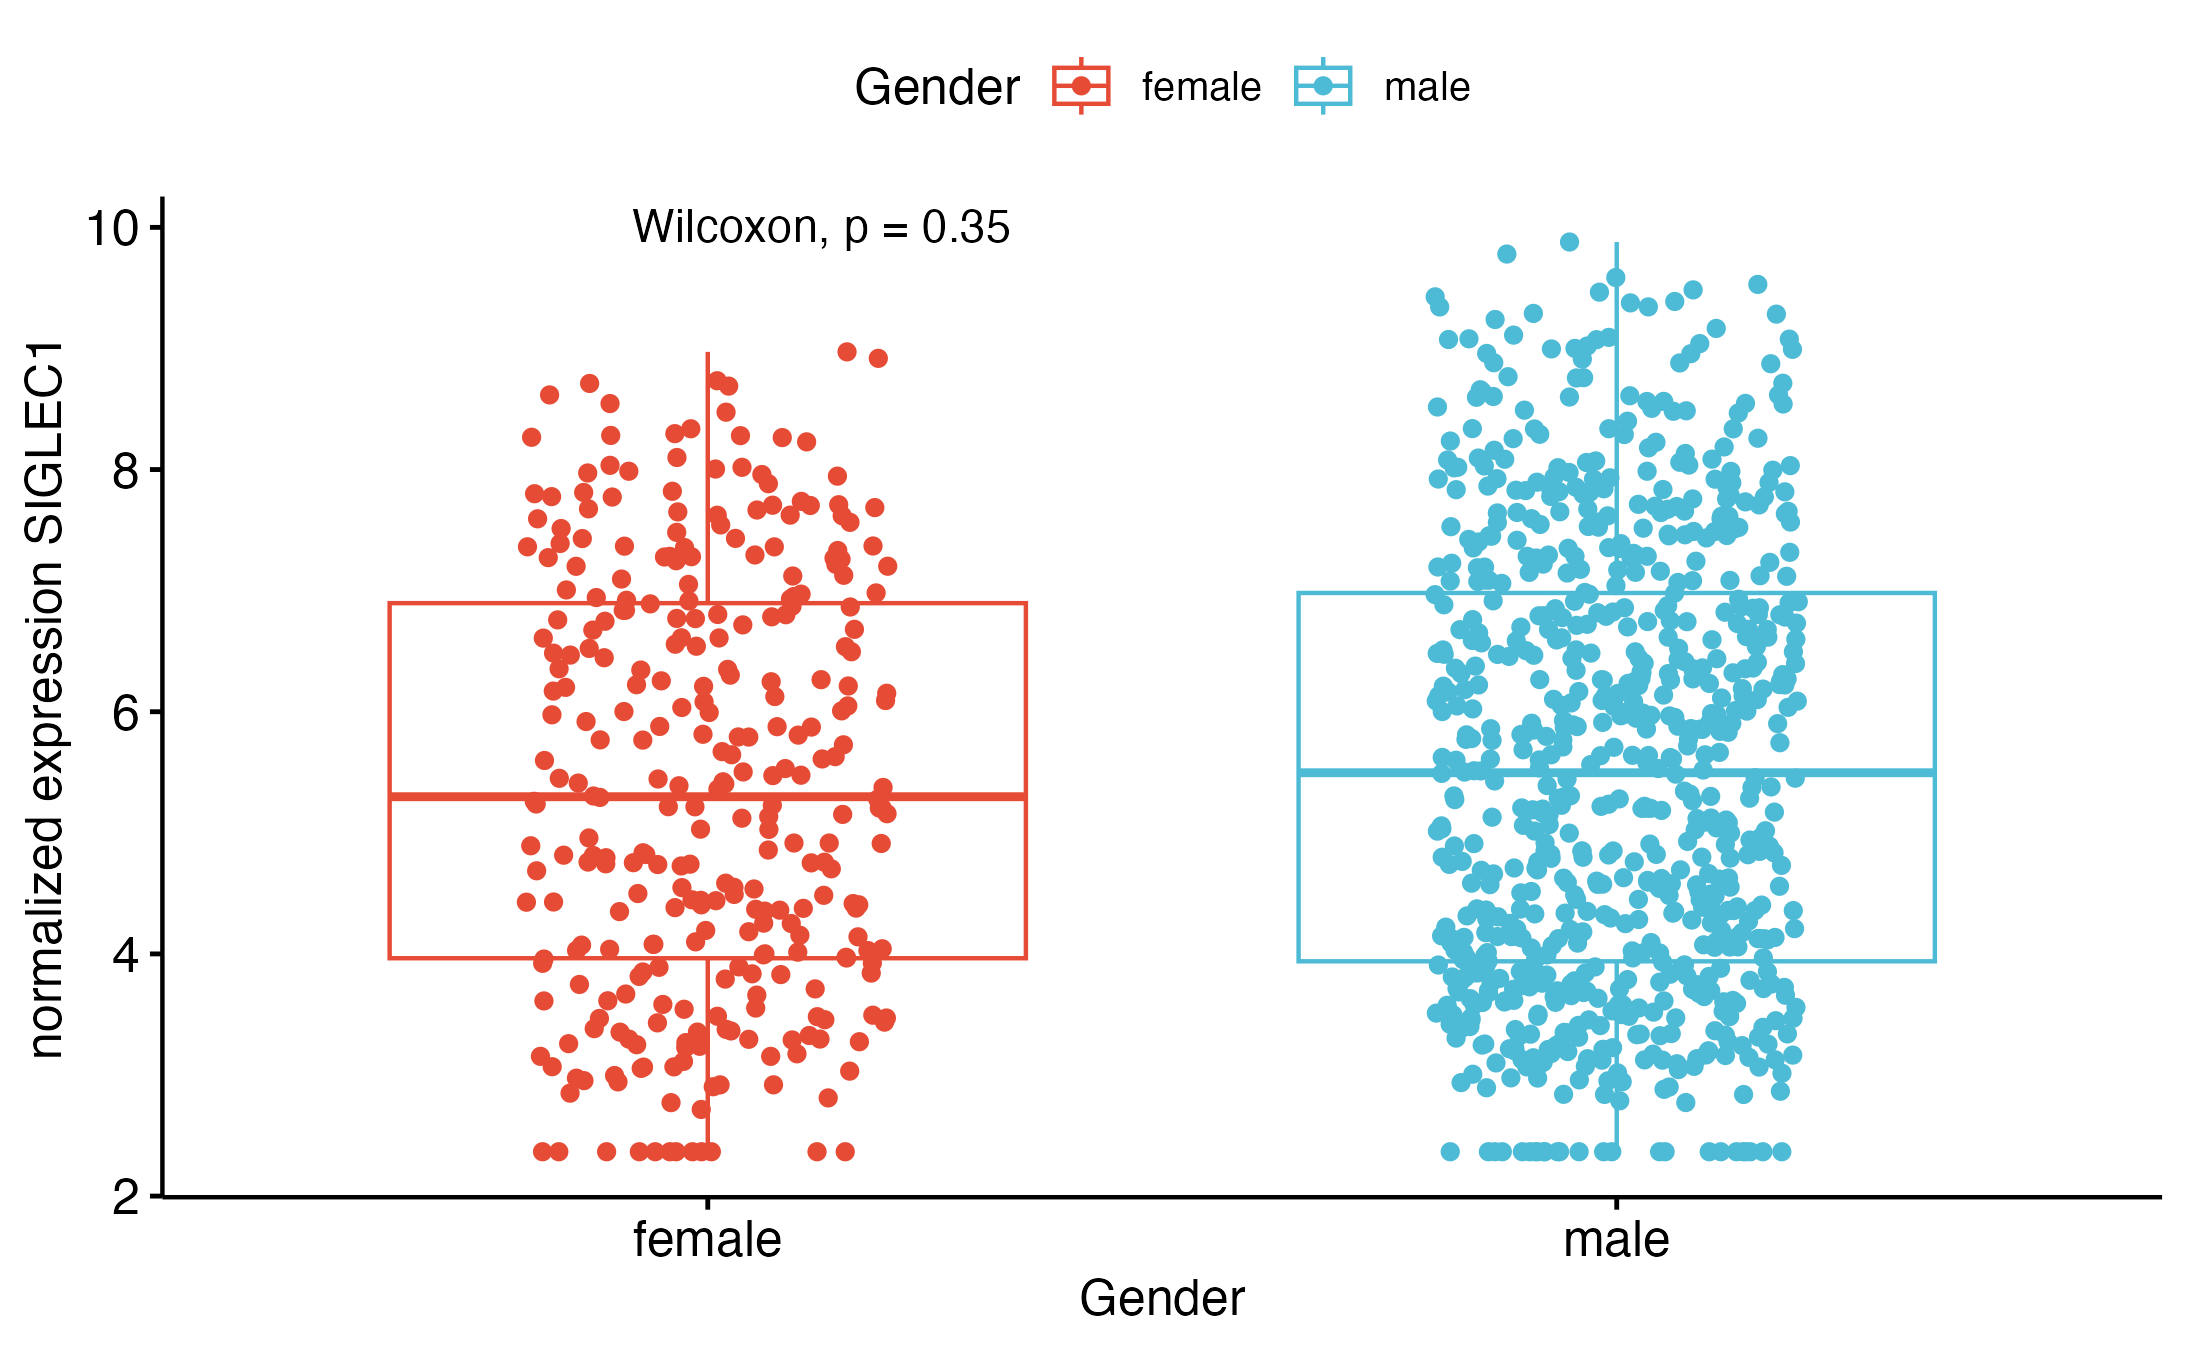 Gender female male
Wilcoxon, p = 0.35
normalized expression SIGLEC1
10
8
6
4
2
female male
Gender